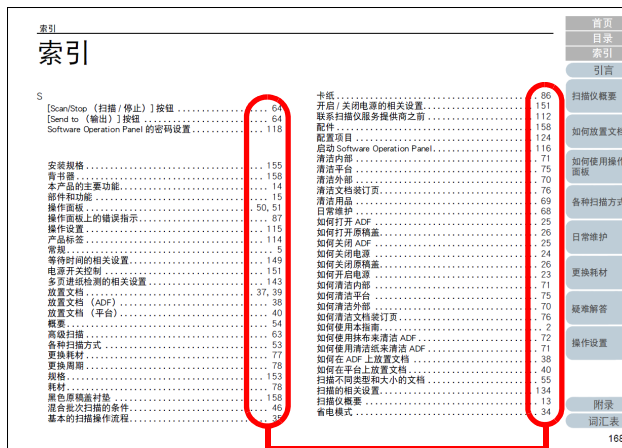 索引
索引
S
[Scan/Stop （扫描 / 停止）] 按钮 . . . . . . . . . . . . . . . . 64
[Send to （输出）] 按钮 . . . . . . . . . . . . . . . . . . . . 64
Software Operation Panel 的密码设置 . . . . . . . . . . . . 118
安装规格 . . . . . . . . . . . . . . . . . . . . 155
背书器 . . . . . . . . . . . . . . . . . . . . 158
本产品的主要功能 . . . . . . . . . . . . . . . . . . . . 14
部件和功能 . . . . . . . . . . . . . . . . . . . . 15
操作面板 . . . . . . . . . . . . . . . . . . . . 50, 51
操作面板上的错误指示 . . . . . . . . . . . . . . . . . . . . 87
操作设置 . . . . . . . . . . . . . . . . . . . . 115
产品标签 . . . . . . . . . . . . . . . . . . . . 114
常规 . . . . . . . . . . . . . . . . . . . . 5
等待时间的相关设置 . . . . . . . . . . . . . . . . . . . . 149
电源开关控制 . . . . . . . . . . . . . . . . . . . . 151
多页进纸检测的相关设置 . . . . . . . . . . . . . . . . . . . . 143
放置文档 . . . . . . . . . . . . . . . . . . . . 37, 39
放置文档 （ADF） . . . . . . . . . . . . . . . . . . . . 38
放置文档 （平台） . . . . . . . . . . . . . . . . . . . . 40
概要 . . . . . . . . . . . . . . . . . . . . 54
高级扫描 . . . . . . . . . . . . . . . . . . . . 63
各种扫描方式 . . . . . . . . . . . . . . . . . . . . 53
更换耗材 . . . . . . . . . . . . . . . . . . . . 77
更换周期 . . . . . . . . . . . . . . . . . . . . 78
规格 . . . . . . . . . . . . . . . . . . . . 153
耗材 . . . . . . . . . . . . . . . . . . . . 78
黑色原稿盖衬垫 . . . . . . . . . . . . . . . . . . . . 158
混合批次扫描的条件 . . . . . . . . . . . . . . . . . . . . 46
基本的扫描操作流程 . . . . . . . . . . . . . . . . . . . . 35
卡纸 . . . . . . . . . . . . . . . . . . . . 86
开启 / 关闭电源的相关设置 . . . . . . . . . . . . . . . . . . . . 151
联系扫描仪服务提供商之前 . . . . . . . . . . . . . . . . . . . . 112
配件 . . . . . . . . . . . . . . . . . . . . 158
配置项目 . . . . . . . . . . . . . . . . . . . . 124
启动 Software Operation Panel . . . . . . . . . . . . . . . . . . . . 116
清洁内部 . . . . . . . . . . . . . . . . . . . . 71
清洁平台 . . . . . . . . . . . . . . . . . . . . 75
清洁外部 . . . . . . . . . . . . . . . . . . . . 70
清洁文档装订页 . . . . . . . . . . . . . . . . . . . . 76
清洁用品 . . . . . . . . . . . . . . . . . . . . 69
日常维护 . . . . . . . . . . . . . . . . . . . . 68
如何打开 ADF . . . . . . . . . . . . . . . . . . . . 25
如何打开原稿盖 . . . . . . . . . . . . . . . . . . . . 26
如何关闭 ADF . . . . . . . . . . . . . . . . . . . . 25
如何关闭电源 . . . . . . . . . . . . . . . . . . . . 24
如何关闭原稿盖 . . . . . . . . . . . . . . . . . . . . 26
如何开启电源 . . . . . . . . . . . . . . . . . . . . 23
如何清洁内部 . . . . . . . . . . . . . . . . . . . . 71
如何清洁平台 . . . . . . . . . . . . . . . . . . . . 75
如何清洁外部 . . . . . . . . . . . . . . . . . . . . 70
如何清洁文档装订页 . . . . . . . . . . . . . . . . . . . . 76
如何使用本指南 . . . . . . . . . . . . . . . . . . . . 2
如何使用抹布来清洁 ADF . . . . . . . . . . . . . . . . . . . . 72
如何使用清洁纸来清洁 ADF . . . . . . . . . . . . . . . . . . . . 71
如何在 ADF 上放置文档 . . . . . . . . . . . . . . . . . . . . 38
如何在平台上放置文档 . . . . . . . . . . . . . . . . . . . . 40
扫描不同类型和大小的文档 . . . . . . . . . . . . . . . . . . . . 55
扫描的相关设置 . . . . . . . . . . . . . . . . . . . . 134
扫描仪概要 . . . . . . . . . . . . . . . . . . . . 13
省电模式 . . . . . . . . . . . . . . . . . . . . 34
首页
目录
索引
引言
扫描仪概要
如何放置文档
如何使用操作
面板
各种扫描方式
日常维护
更换耗材
疑难解答
操作设置
附录
词汇表
168